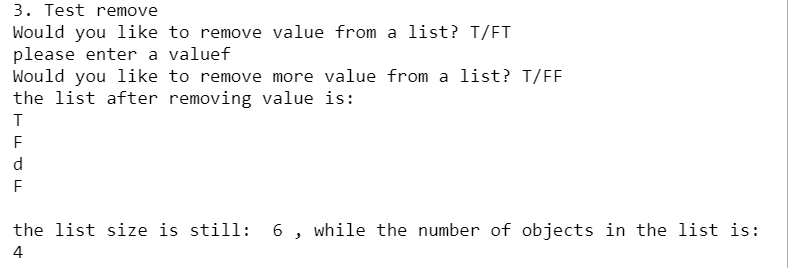 3. Test remove
Would you like to remove value from a list? T/FT
please enter a valuef
Would you like to remove more value from a list? T/FF
the list after removing value is:
T
F
d
F
the list size is still:  6 , while the number of objects in the list is:
4